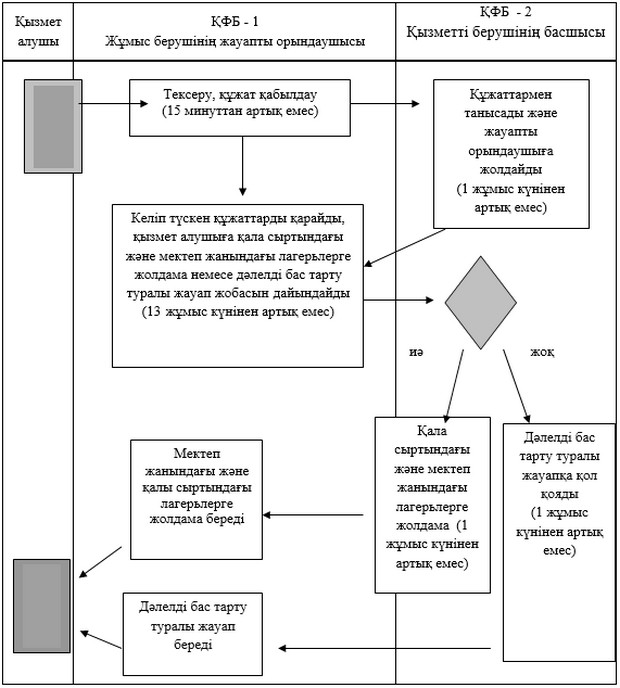 Қызмет
алушы
ҚФБ - 1
Жұмыс берушінің жауапты орындаушысы
ҚФБ - 2
Қызметті берушінің басшысы
Тексеру, құжат қабылдау
(15 минуттан артық емес)
Құжаттармен
танысады және
жауапты
орындаушыға
жолдайды
(1 жұмыс күнінен
артық емес)
Келіп түскен құжаттарды қарайды,
қызмет алушыға қала сыртындағы
және мектеп жанындағы лагерьлерге
жолдама немесе дәлелді бас тарту
туралы жауап жобасын дайындайды
(13 жұмыс күнінен артық емес)
иә
жоқ
Қала
сыртындағы
және мектеп
жанындағы
лагерьлерге
жолдама (1
жұмыс күнінен
артық емес)
Дәлелді бас
тарту туралы
жауапқа қол
қояды
(1 жұмыс
күнінен артық
емес)
Мектеп
жанындағы және
қалы сыртындағы
лагерьлерге
жолдама береді
Дәлелді бас тарту
туралы жауап
береді